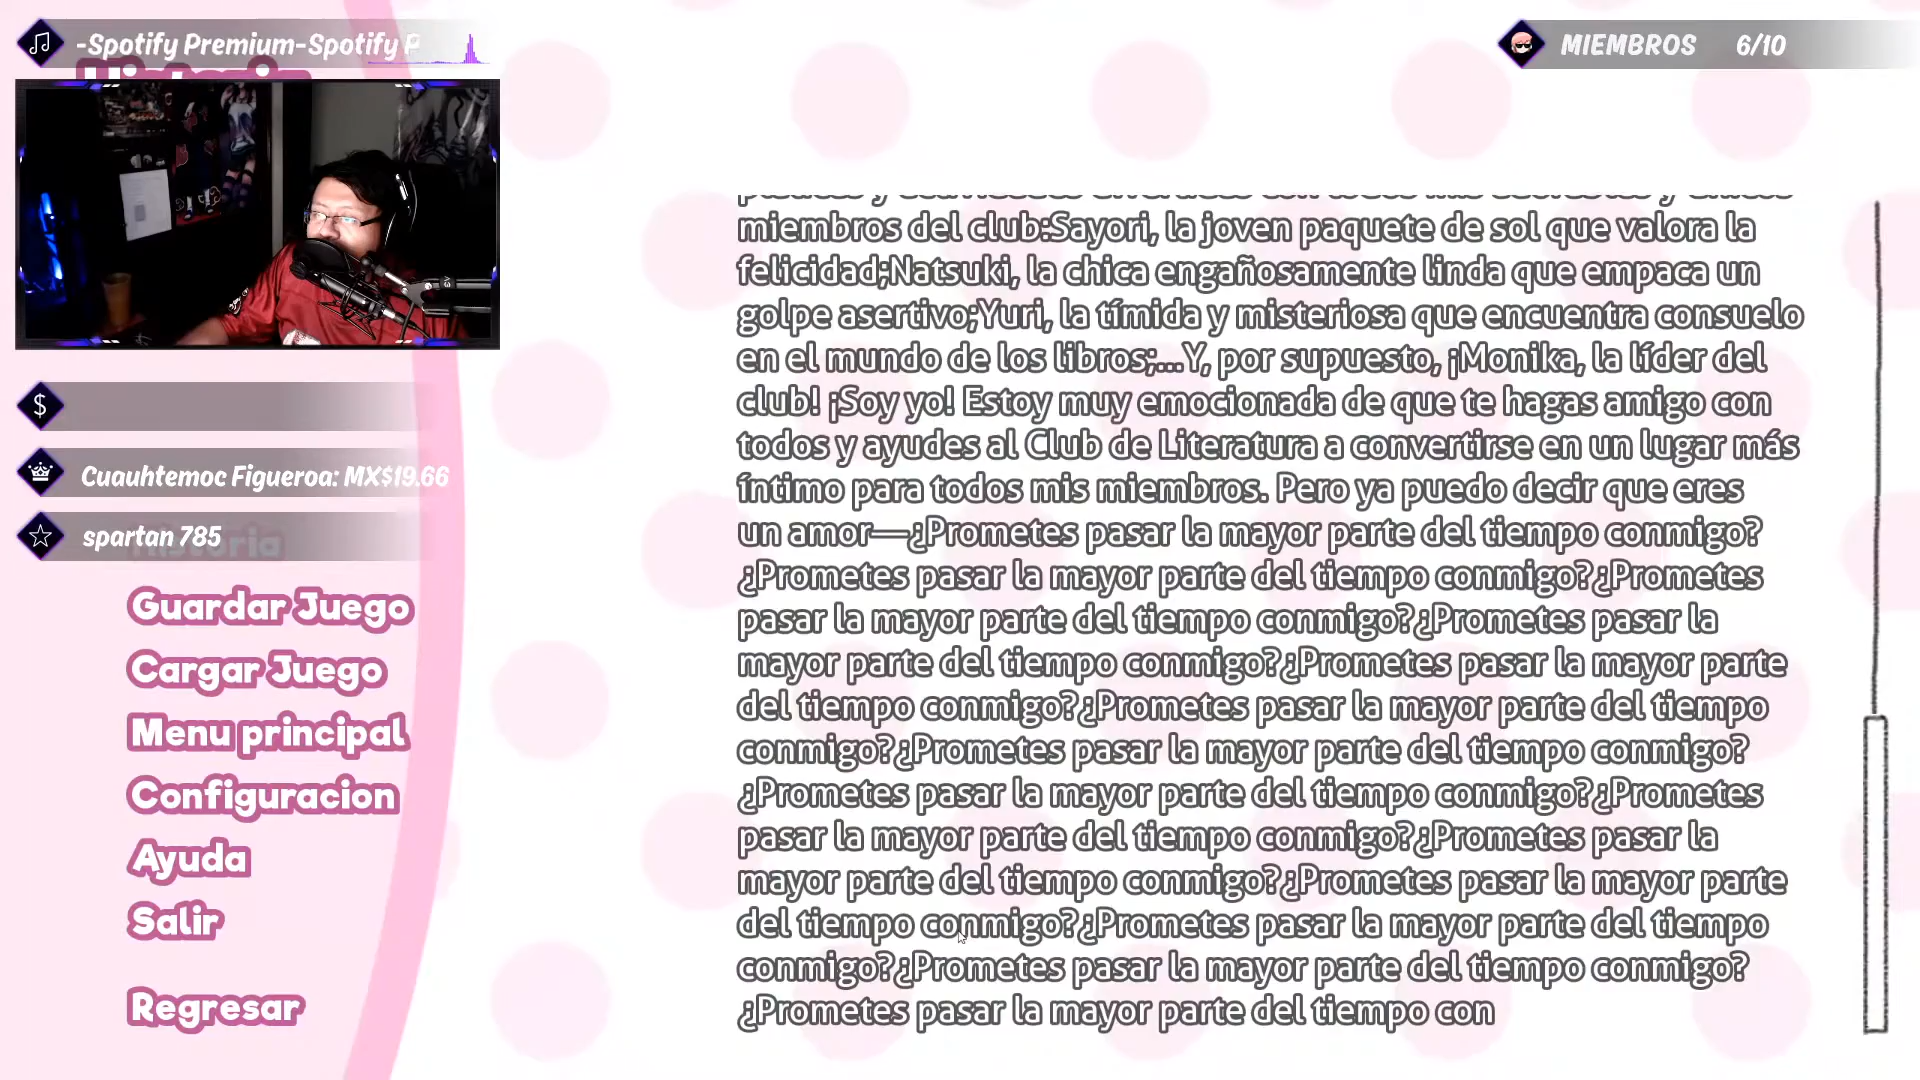 -Spotify Premium-Spotify P
MIEMBROS 6/10
miembros del club:Sayori, la joven paquete de sol que valora la
felicidad;Natsuki, la chica engañosamente linda que empaca un
golpe asertivo;Yuri, la tímida y misteriosa que encuentra consuelo
en el mundo de los libros;...Y, por supuesto, ¡Monika, la líder del
club! ¡Soy yo! Estoy muy emocionada de que te hagas amigo con
todos y ayudes al Club de Literatura a convertirse en un lugar más
íntimo para todos mis miembros. Pero ya puedo decir que eres
un amor—¿Prometes pasar la mayor parte del tiempo conmigo?
¿Prometes pasar la mayor parte del tiempo conmigo?¿Prometes
pasar la mayor parte del tiempo conmigo?¿Prometes pasar la
mayor parte del tiempo conmigo?¿Prometes pasar la mayor parte
del tiempo conmigo?¿Prometes pasar la mayor parte del tiempo
conmigo?¿Prometes pasar la mayor parte del tiempo conmigo?
¿Prometes pasar la mayor parte del tiempo conmigo?¿Prometes
pasar la mayor parte del tiempo conmigo?¿Prometes pasar la
mayor parte del tiempo conmigo?¿Prometes pasar la mayor parte
del tiempo conmigo?¿Prometes pasar la mayor parte del tiempo
conmigo?¿Prometes pasar la mayor parte del tiempo conmigo?
¿Prometes pasar la mayor parte del tiempo con
Cuauhtemoc Figueroa: MX$19.66
spartan 785
Historia
Guardar Juego
Cargar Juego
Menu principal
Configuracion
Ayuda
Salir
Regresar